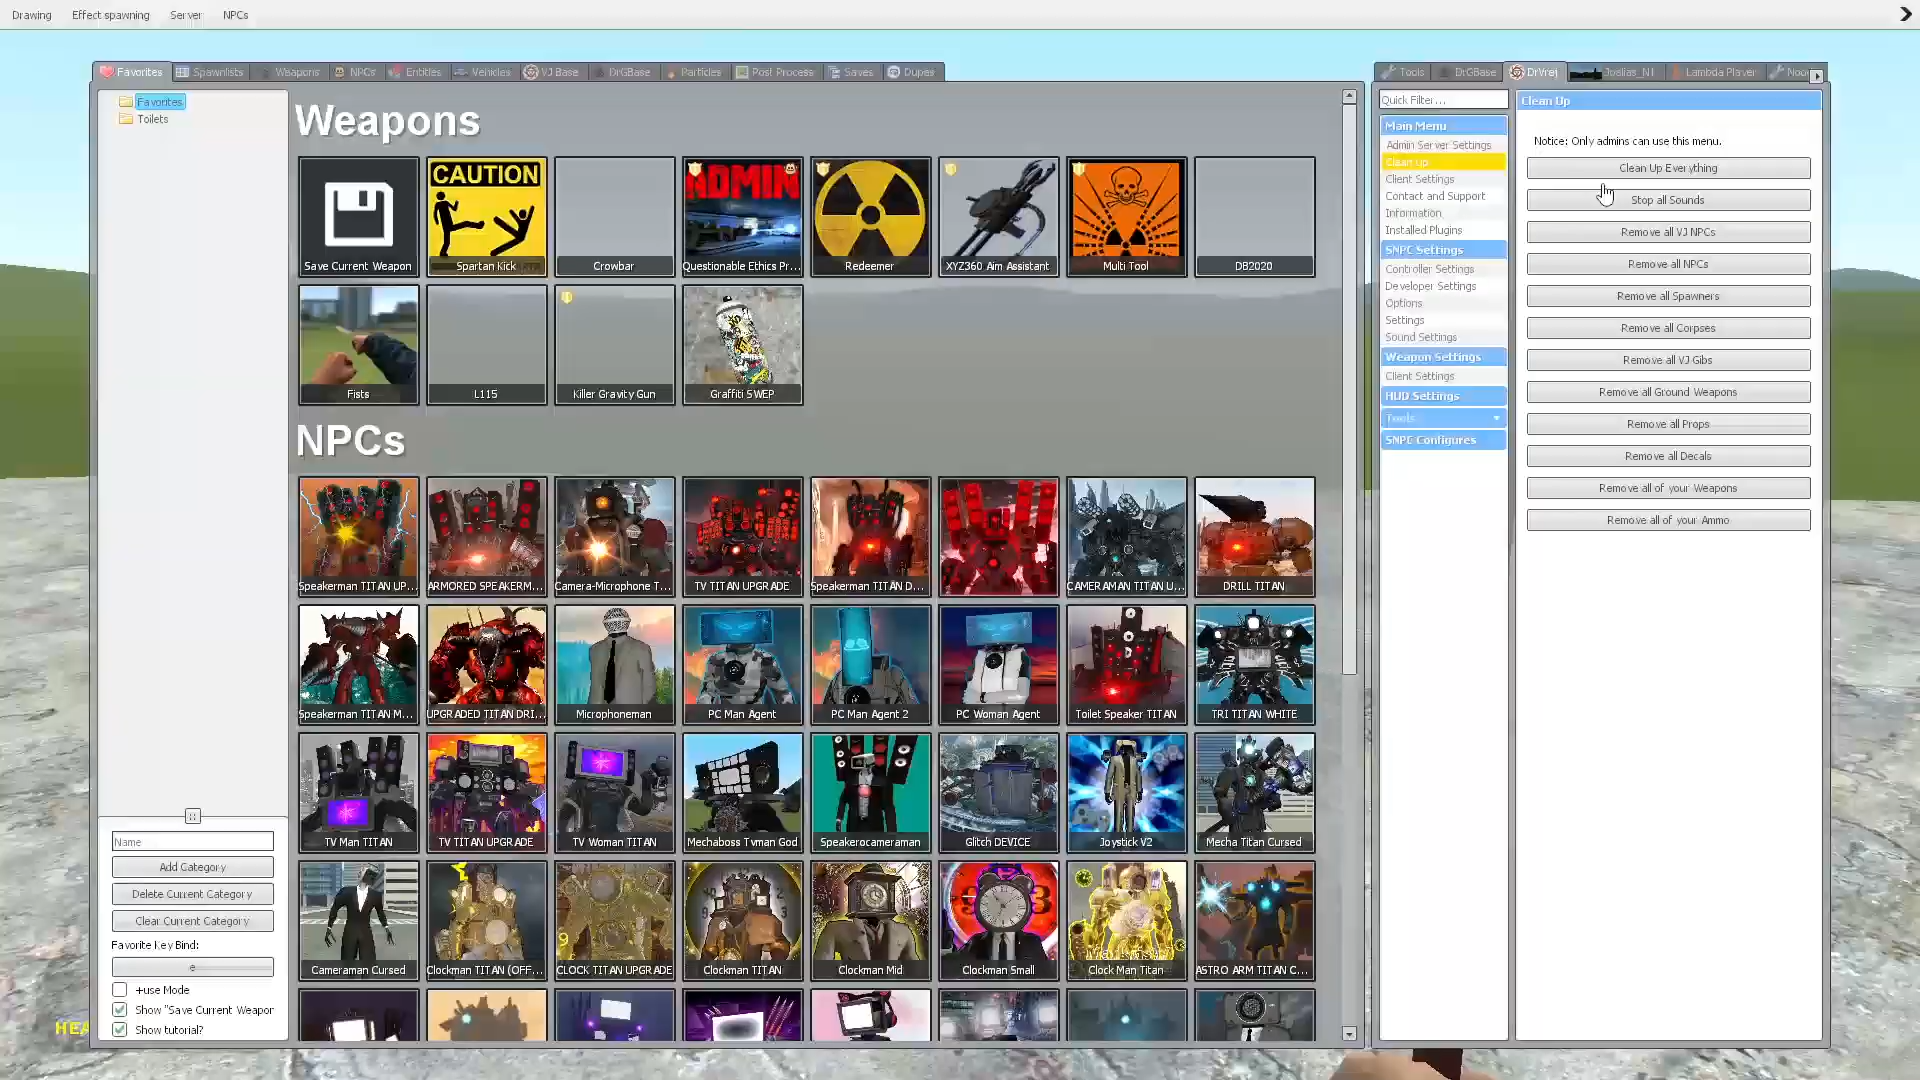 Drawing Effect spawning Server NPCs
Favorites Spawnlists Weapons NPCs Entities Vehicles VJ Base DrGBase Particles Post Process Saves Dupes
Tools DrGBase DrVrej Joslias_N1 Lambda Player
Favorites
Toilets
Weapons
CAUTION
Save Current Weapon Spartan Kick Crowbar Questionable Ethics Pr... Redeemer XYZ360 Aim Assistant Multi Tool DB2020
Fists L115 Killer Gravity Gun Graffiti SWEP
NPCs
Speakerman TITAN UP... ARMORED SPEAKERM... Camera-Microphone T... TV TITAN UPGRADE Speakerman TITAN D... CAMERAMAN TITAN U... DRILL TITAN
Speakerman TITAN M... UPGRADED TITAN DRI... Microphoneman PC Man Agent PC Man Agent 2 PC Woman Agent Toilet Speaker TITAN TRI TITAN WHITE
TV Man TITAN TV TITAN UPGRADE TV Woman TITAN Mechaboss Tvman God Speakerocameraman Glitch DEVICE Joystick V2 Mecha Titan Cursed
Cameraman Cursed Clockman TITAN (OFF... CLOCK TITAN UPGRADE Clockman TITAN Clockman Mid Clockman Small Clock Man Titan ASTRO ARM TITAN C...
Name
Add Category
Delete Current Category
Clear Current Category
Favorite Key Bind:
e
+use Mode
Show "Save Current Weapon
Show tutorial?
HEA
Quick Filter...
Main Menu
Admin Server Settings
Clean Up
Client Settings
Contact and Support
Information
Installed Plugins
SNPC Settings
Controller Settings
Developer Settings
Options
Settings
Sound Settings
Weapon Settings
Client Settings
HUD Settings
Tools
SNPC Configures
Clean Up
Notice: Only admins can use this menu.
Clean Up Everything
Stop all Sounds
Remove all VJ NPCs
Remove all NPCs
Remove all Spawners
Remove all Corpses
Remove all VJ Gibs
Remove all Ground Weapons
Remove all Props
Remove all Decals
Remove all of your Weapons
Remove all of your Ammo